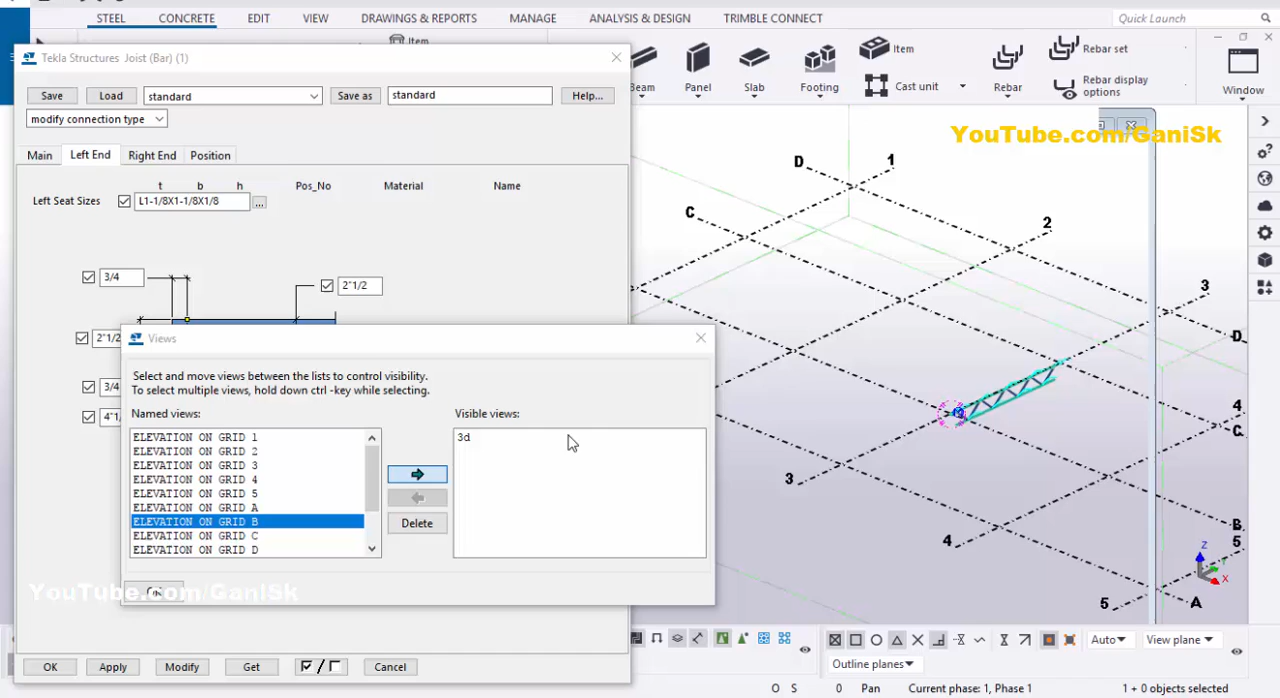 STEEL CONCRETE EDIT VIEW DRAWINGS & REPORTS MANAGE ANALYSIS & DESIGN TRIMBLE CONNECT Quick Launch
Item
Tekla Structures Joist (Bar) (1)
Save Load standard Save as standard Help...
modify connection type
Main Left End Right End Position
t b h Pos_No Material Name
Left Seat Sizes L1-1/8X1-1/8X1/8 ...
3/4
2"1/2
2"1/2
3/4
4"1
Views
Select and move views between the lists to control visibility.
To select multiple views, hold down ctrl -key while selecting.
Named views: Visible views:
ELEVATION ON GRID 1
ELEVATION ON GRID 2
ELEVATION ON GRID 3
ELEVATION ON GRID 4
ELEVATION ON GRID 5
ELEVATION ON GRID A
ELEVATION ON GRID B
ELEVATION ON GRID C
ELEVATION ON GRID D
3d
Delete
YouTube.com/GaniSk
OK Apply Modify Get / Cancel
Beam Panel Slab Footing Item Cast unit Rebar Rebar set Rebar display options Window
YouTube.com/GaniSk
D 1
C 2
3
D
4
C
3
4
B
5
5 A
Z
X
Auto View plane
Outline planes
O S 0 Pan Current phase: 1, Phase 1 1 + 0 objects selected